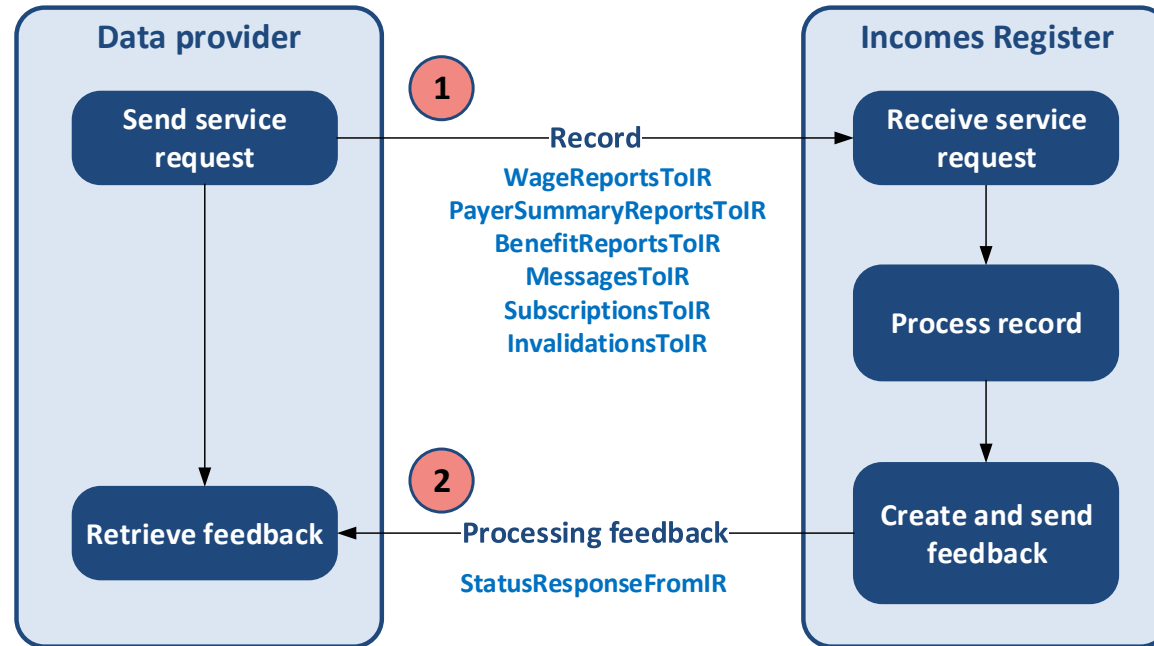 Data provider
Incomes Register
1
Send service
request
Record
Receive service
request
WageReportsToIR
PayerSummaryReportsToIR
BenefitReportsToIR
MessagesToIR
SubscriptionsToIR
InvalidationsToIR
Process record
2
Retrieve feedback
Processing feedback
Create and send
feedback
StatusResponseFromIR